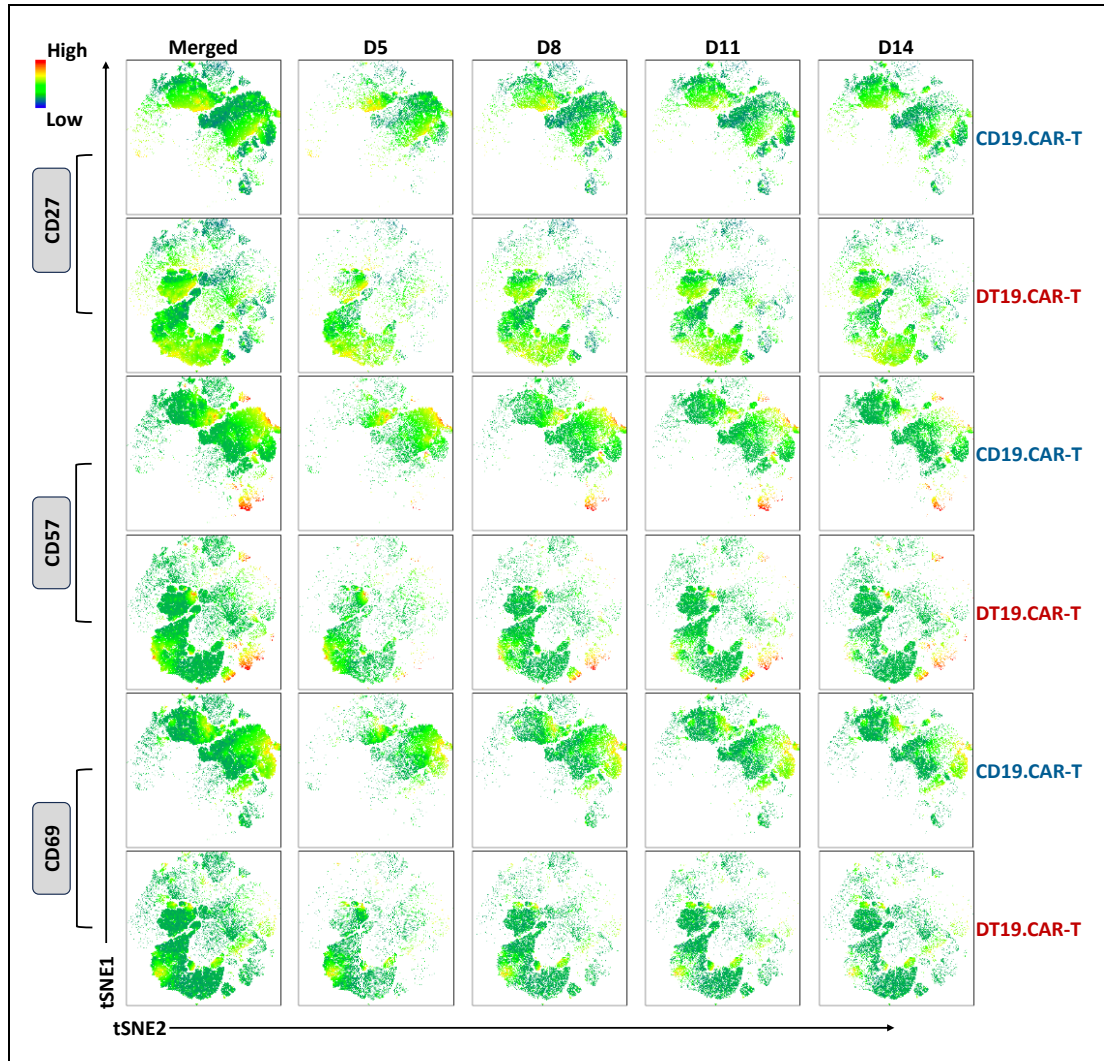 High
Low
Merged
D5
D8
D11
D14
CD27
CD19.CAR-T
DT19.CAR-T
CD57
CD19.CAR-T
DT19.CAR-T
CD69
CD19.CAR-T
DT19.CAR-T
tSNE1
tSNE2